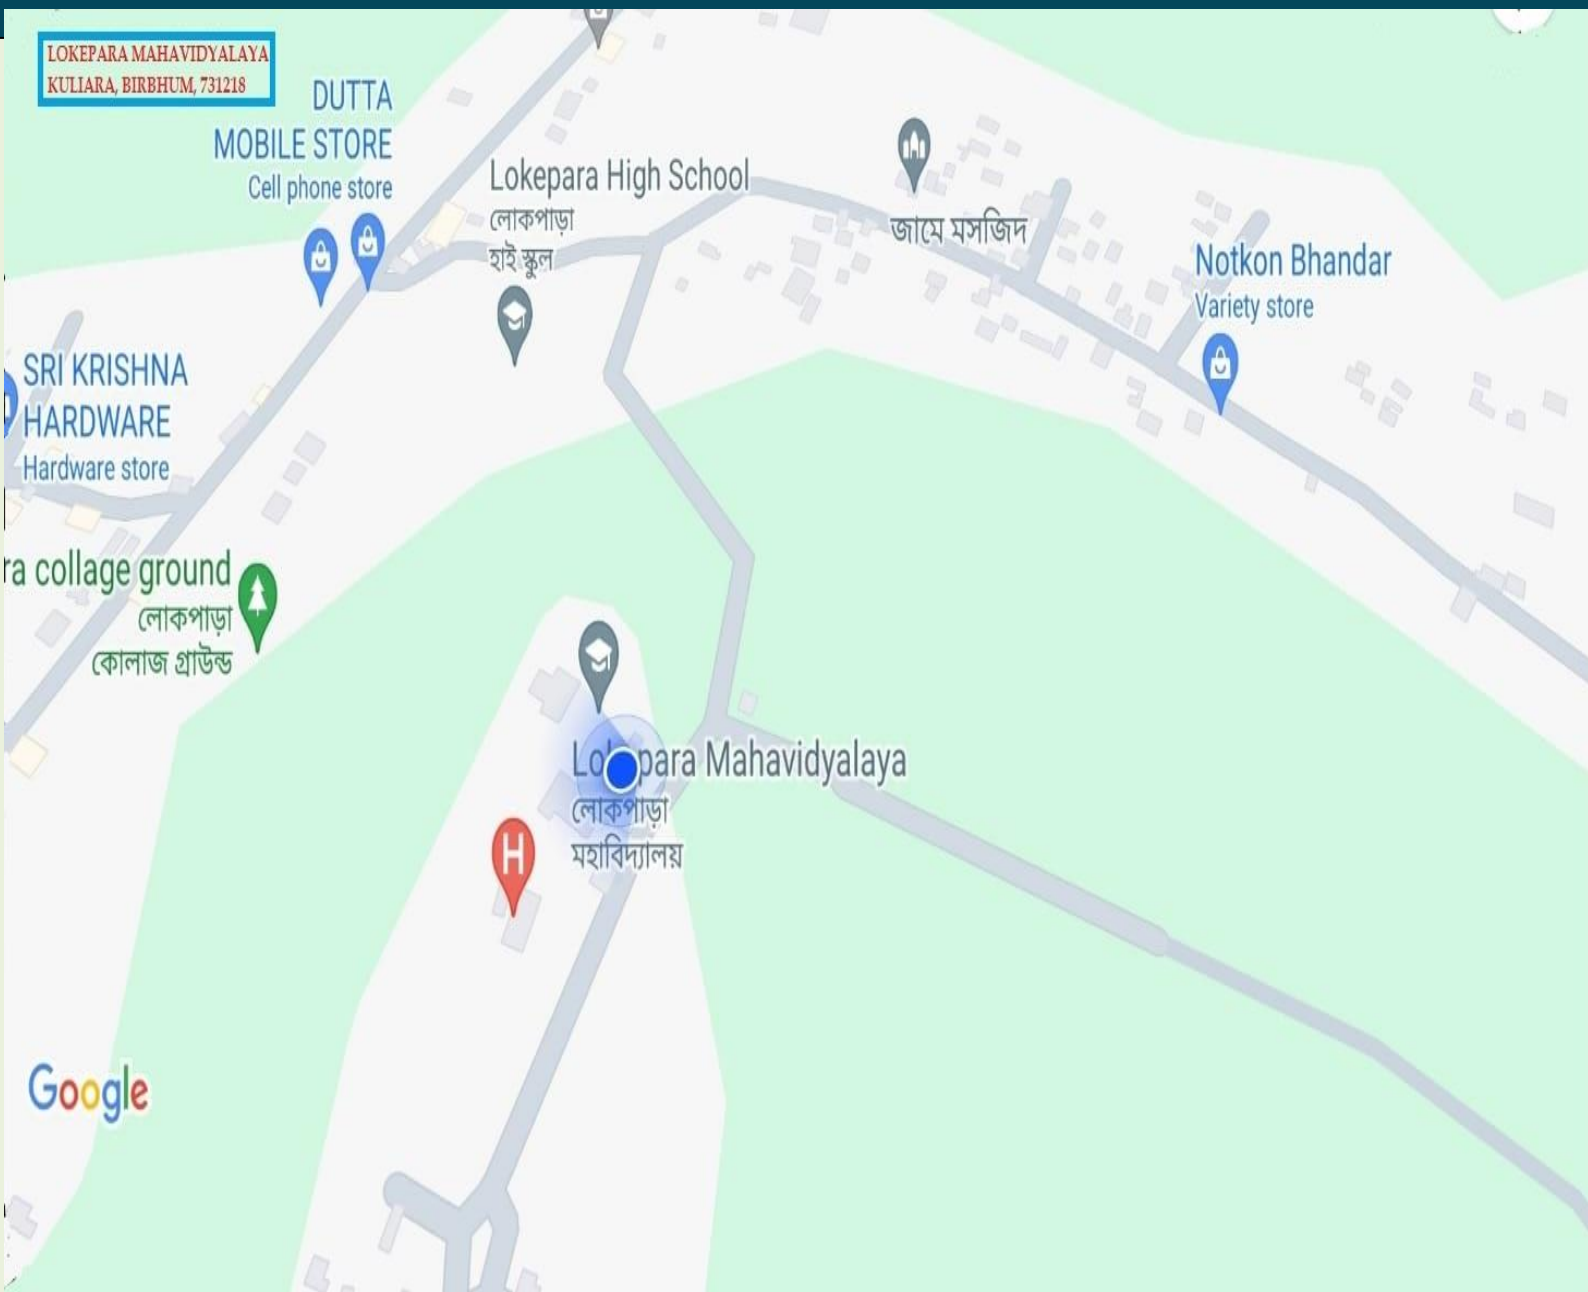 LOKEPARA MAHAVIDYALAYA
KULIARA, BIRBHUM, 731218
DUTTA
MOBILE STORE
Cell phone store
Lokepara High School
লোকপাড়া
হাই স্কুল
জামে মসজিদ
Notkon Bhandar
Variety store
SRI KRISHNA
HARDWARE
Hardware store
ra collage ground
লোকপাড়া
কোলাজ গ্রাউন্ড
Lokepara Mahavidyalaya
লোকপাড়া
মহাবিদ্যালয়
H
Google